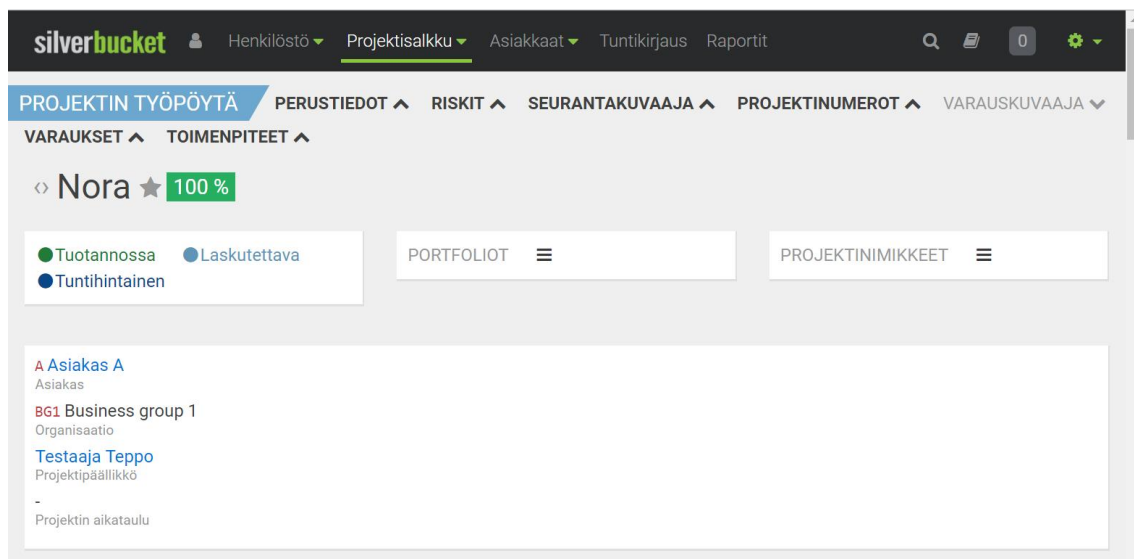 silverbucket Henkilöstö Projektisalkku Asiakkaat Tuntikirjaus Raportit 0
PROJEKTIN TYÖPÖYTÄ PERUSTIEDOT RISKIT SEURANTAKUVAAJA PROJEKTINUMEROT VARAUSKUVAAJA
VARAUKSET TOIMENPITEET
Nora 100 %
Tuotannossa Laskutettava PORTFOLIOT PROJEKTINIMIKKEET
Tuntihintainen
A Asiakas A
Asiakas
BG1 Business group 1
Organisaatio
Testaaja Teppo
Projektipäällikkö
-
Projektin aikataulu